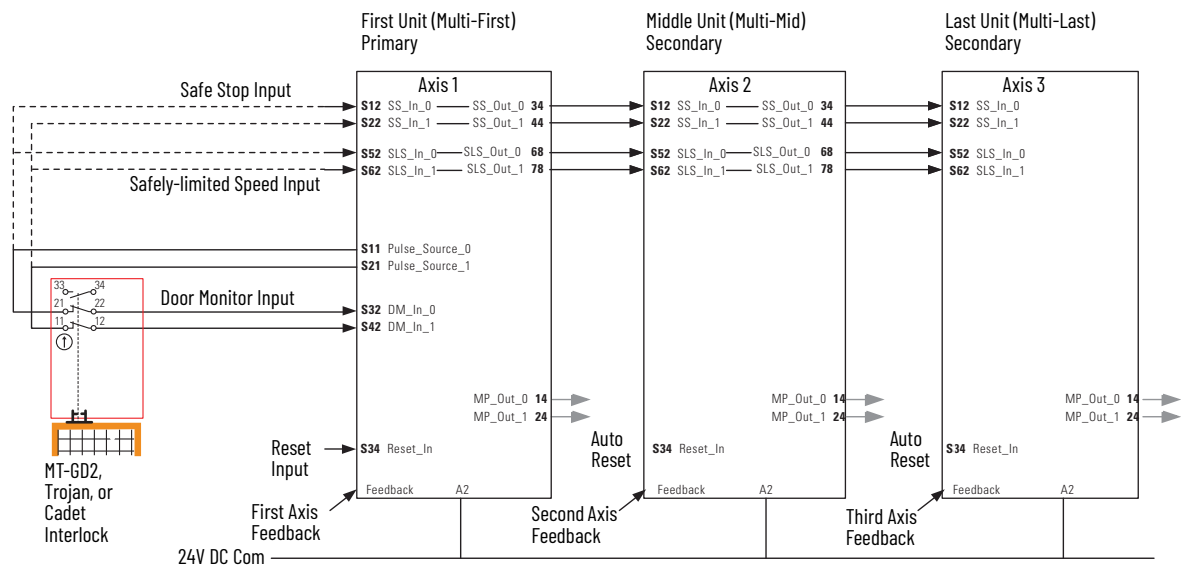 First Unit (Multi-First)
Primary
Middle Unit (Multi-Mid)
Secondary
Last Unit (Multi-Last)
Secondary
Axis 1
Axis 2
Axis 3
Safe Stop Input
S12 SS_In_0 SS_Out_0 34
S22 SS_In_1 SS_Out_1 44
S52 SLS_In_0 SLS_Out_0 68
S62 SLS_In_1 SLS_Out_1 78
Safely-limited Speed Input
S12 SS_In_0 SS_Out_0 34
S22 SS_In_1 SS_Out_1 44
S52 SLS_In_0 SLS_Out_0 68
S62 SLS_In_1 SLS_Out_1 78
S12 SS_In_0
S22 SS_In_1
S52 SLS_In_0
S62 SLS_In_1
S11 Pulse_Source_0
S21 Pulse_Source_1
33 34
21 22
11 12
Door Monitor Input
S32 DM_In_0
S42 DM_In_1
MP_Out_0 14
MP_Out_1 24
MP_Out_0 14
MP_Out_1 24
MP_Out_0 14
MP_Out_1 24
MT-GD2,
Trojan, or
Cadet
Interlock
Reset
Input
S34 Reset_In
Auto
Reset
S34 Reset_In
Auto
Reset
S34 Reset_In
Feedback A2
Feedback A2
Feedback A2
First Axis
Feedback
Second Axis
Feedback
Third Axis
Feedback
24V DC Com